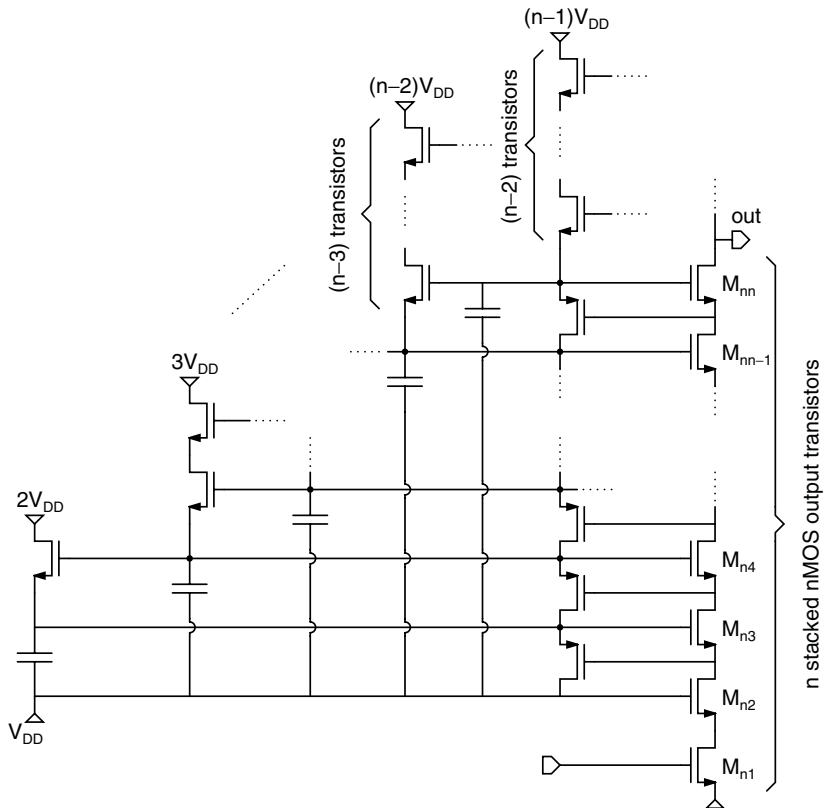 (n−1)V_DD
(n−2)V_DD
(n−2) transistors
(n−3) transistors
out
M_nn
M_nn−1
3V_DD
2V_DD
M_n4
M_n3
M_n2
V_DD
M_n1
n stacked nMOS output transistors